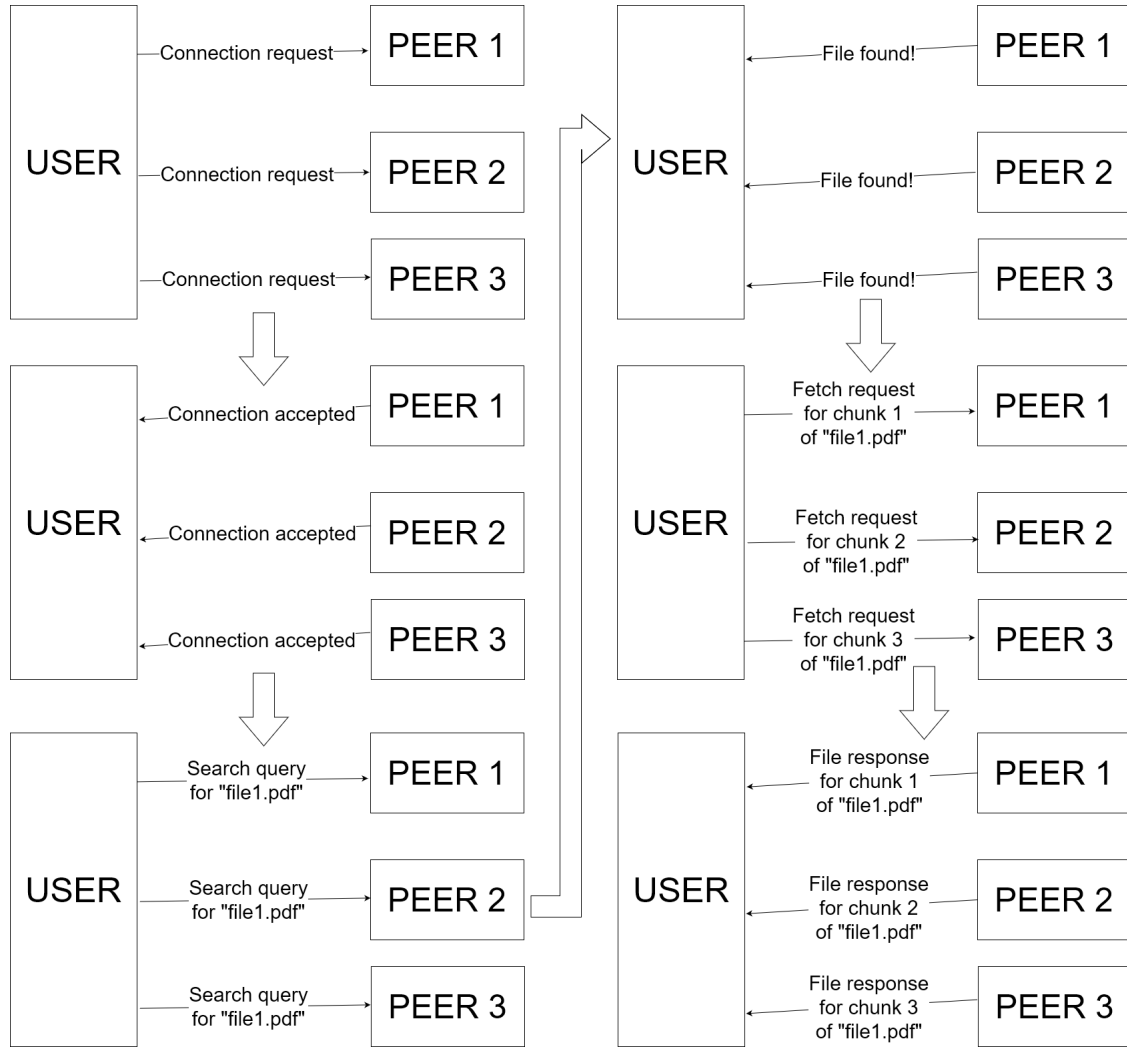 USER
Connection request
PEER 1
Connection request
PEER 2
Connection request
PEER 3
USER
Connection accepted
PEER 1
Connection accepted
PEER 2
Connection accepted
PEER 3
USER
Search query
for "file1.pdf"
PEER 1
Search query
for "file1.pdf"
PEER 2
Search query
for "file1.pdf"
PEER 3
USER
File found!
PEER 1
File found!
PEER 2
File found!
PEER 3
USER
Fetch request
for chunk 1
of "file1.pdf"
PEER 1
Fetch request
for chunk 2
of "file1.pdf"
PEER 2
Fetch request
for chunk 3
of "file1.pdf"
PEER 3
USER
File response
for chunk 1
of "file1.pdf"
PEER 1
File response
for chunk 2
of "file1.pdf"
PEER 2
File response
for chunk 3
of "file1.pdf"
PEER 3